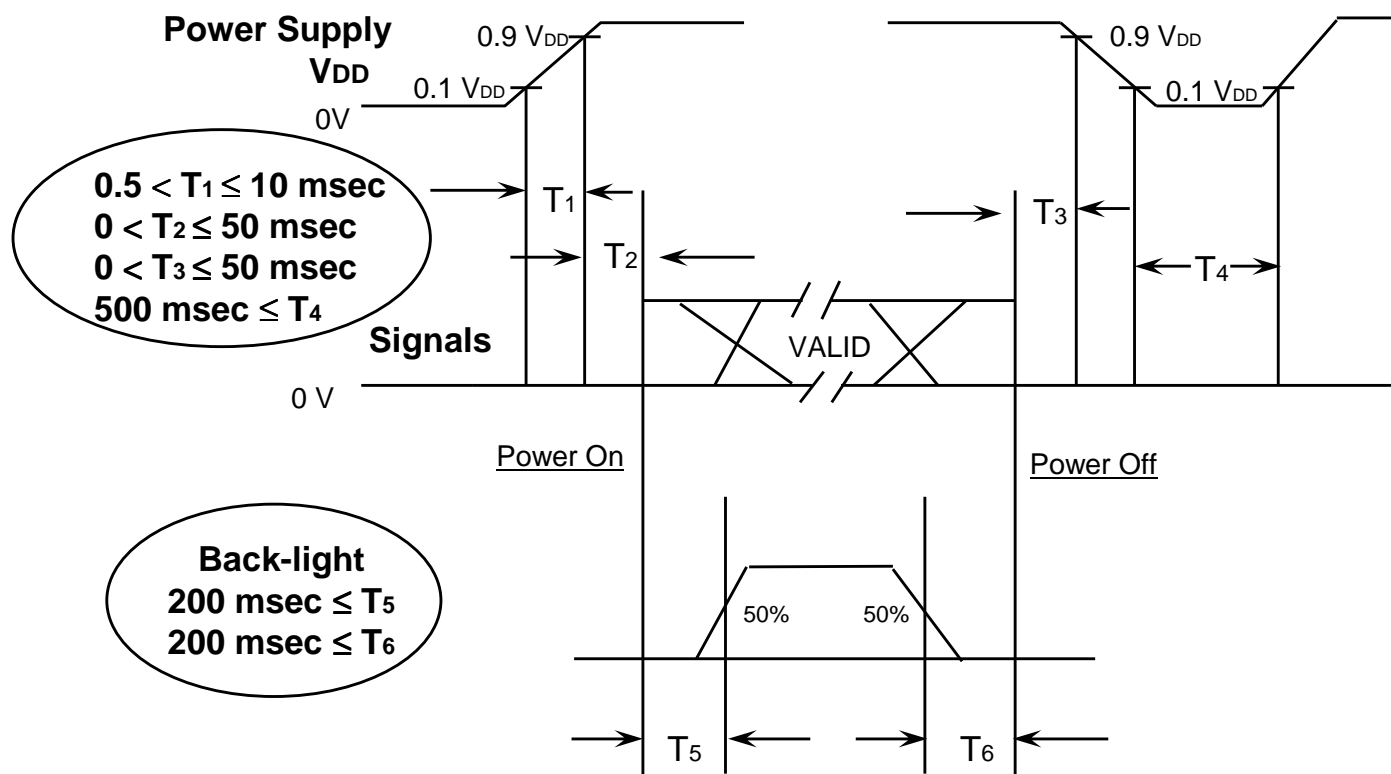 Power Supply
VDD
0.9 VDD
0.1 VDD
0V
0.9 VDD
0.1 VDD
0.5 < T1 ≤ 10 msec
0 < T2 ≤ 50 msec
0 < T3 ≤ 50 msec
500 msec ≤ T4
T1
T2
T3
T4
Signals
VALID
0 V
Power On
Power Off
Back-light
200 msec ≤ T5
200 msec ≤ T6
50%
50%
T5
T6